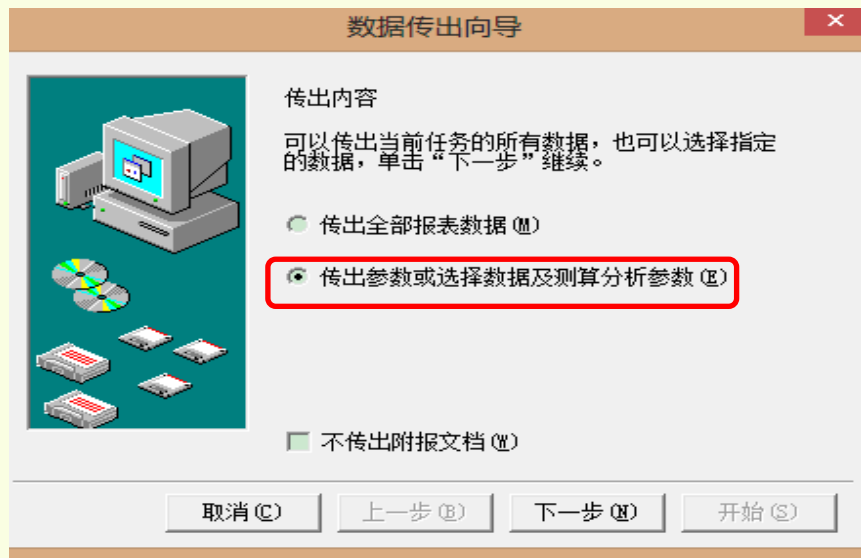 数据传出向导
传出内容
可以传出当前任务的所有数据，也可以选择指定
的数据，单击“下一步”继续。
传出全部报表数据(M)
传出参数或选择数据及测算分析参数(E)
不传出附报文档(W)
取消(C) 上一步(B) 下一步(N) 开始(S)